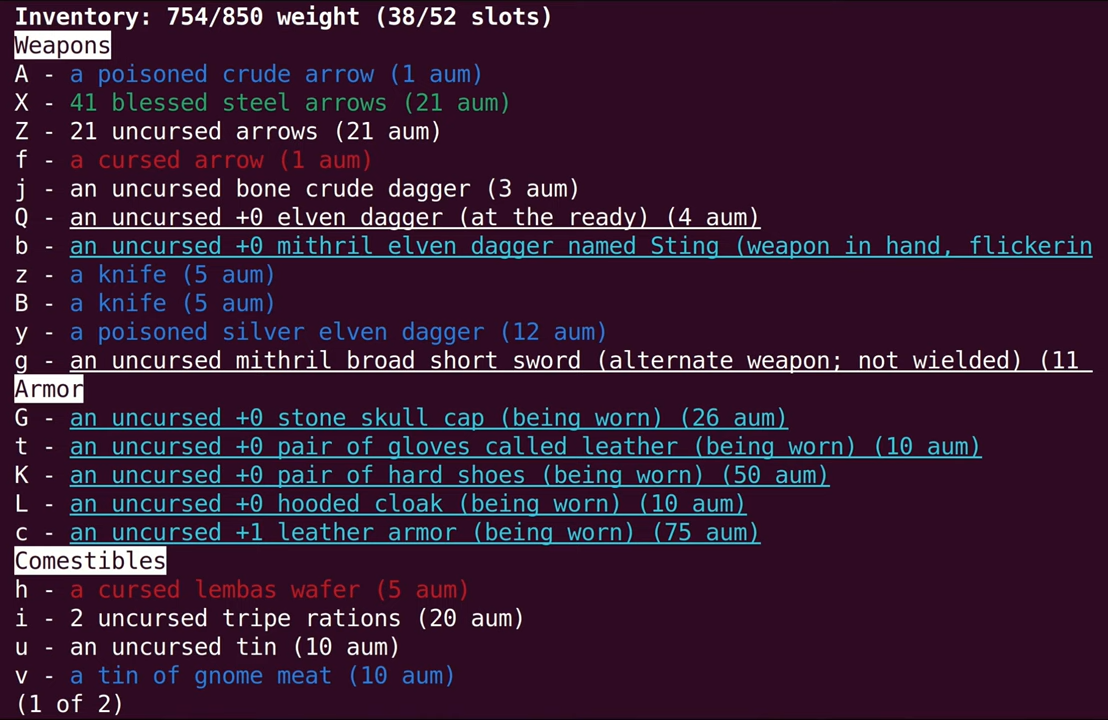 Inventory: 754/850 weight (38/52 slots)
Weapons
A - a poisoned crude arrow (1 aum)
X - 41 blessed steel arrows (21 aum)
Z - 21 uncursed arrows (21 aum)
f - a cursed arrow (1 aum)
j - an uncursed bone crude dagger (3 aum)
Q - an uncursed +0 elven dagger (at the ready) (4 aum)
b - an uncursed +0 mithril elven dagger named Sting (weapon in hand, flickerin
z - a knife (5 aum)
B - a knife (5 aum)
y - a poisoned silver elven dagger (12 aum)
g - an uncursed mithril broad short sword (alternate weapon; not wielded) (11
Armor
G - an uncursed +0 stone skull cap (being worn) (26 aum)
t - an uncursed +0 pair of gloves called leather (being worn) (10 aum)
K - an uncursed +0 pair of hard shoes (being worn) (50 aum)
L - an uncursed +0 hooded cloak (being worn) (10 aum)
c - an uncursed +1 leather armor (being worn) (75 aum)
Comestibles
h - a cursed lembas wafer (5 aum)
i - 2 uncursed tripe rations (20 aum)
u - an uncursed tin (10 aum)
v - a tin of gnome meat (10 aum)
(1 of 2)